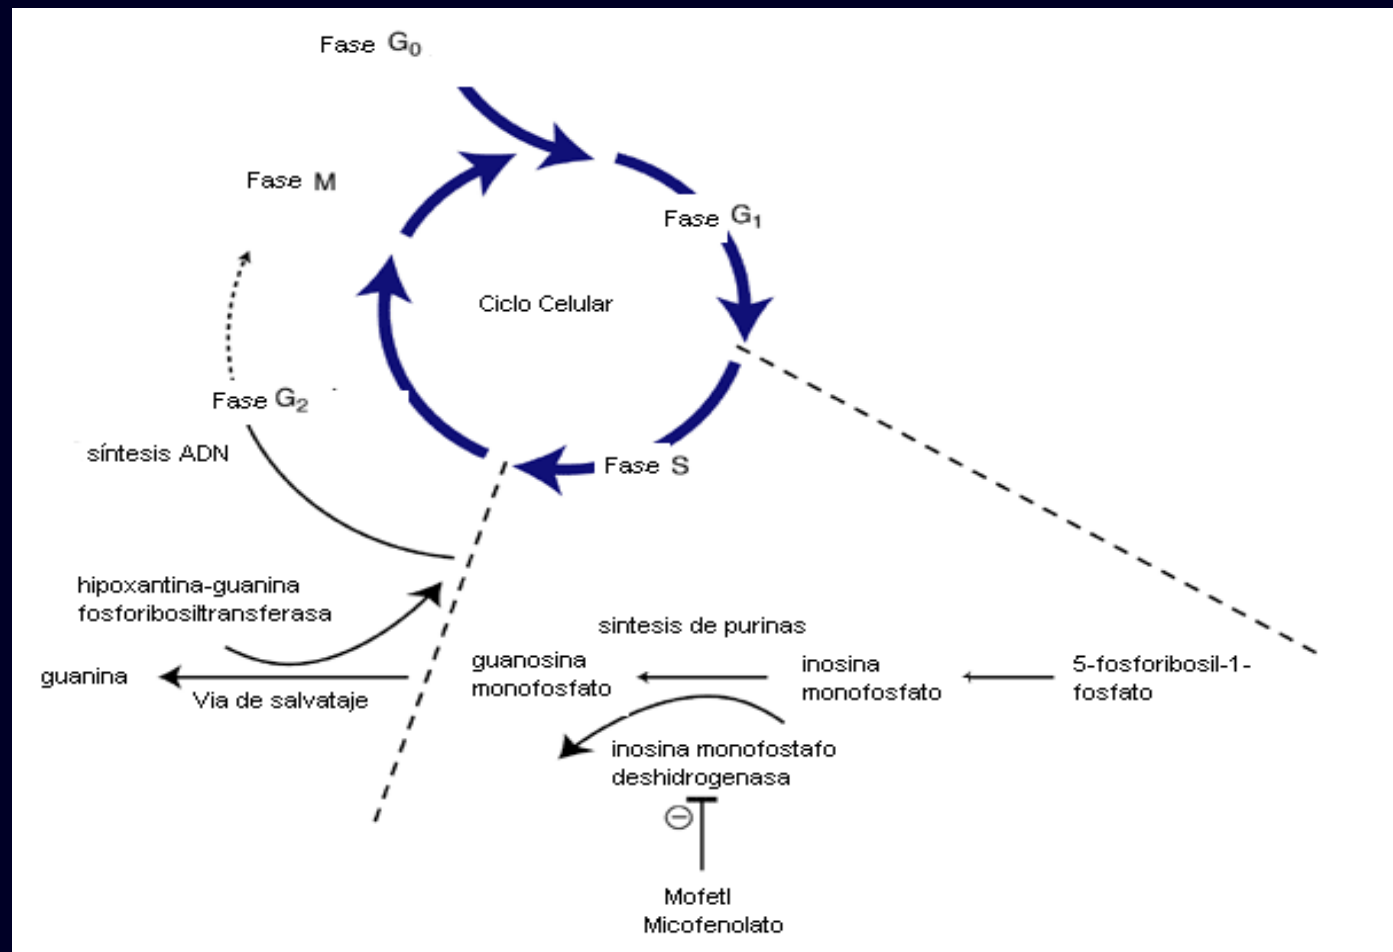 Fase G₀
Fase M
Fase G₁
Ciclo Celular
Fase G₂
síntesis ADN
Fase S
hipoxantina-guanina
fosforibosiltransferasa
guanina
Via de salvataje
sintesis de purinas
guanosina
monofosfato
inosina
monofosfato
5-fosforibosil-1-
fosfato
inosina monofostafo
deshidrogenasa
Mofetl
Micofenolato